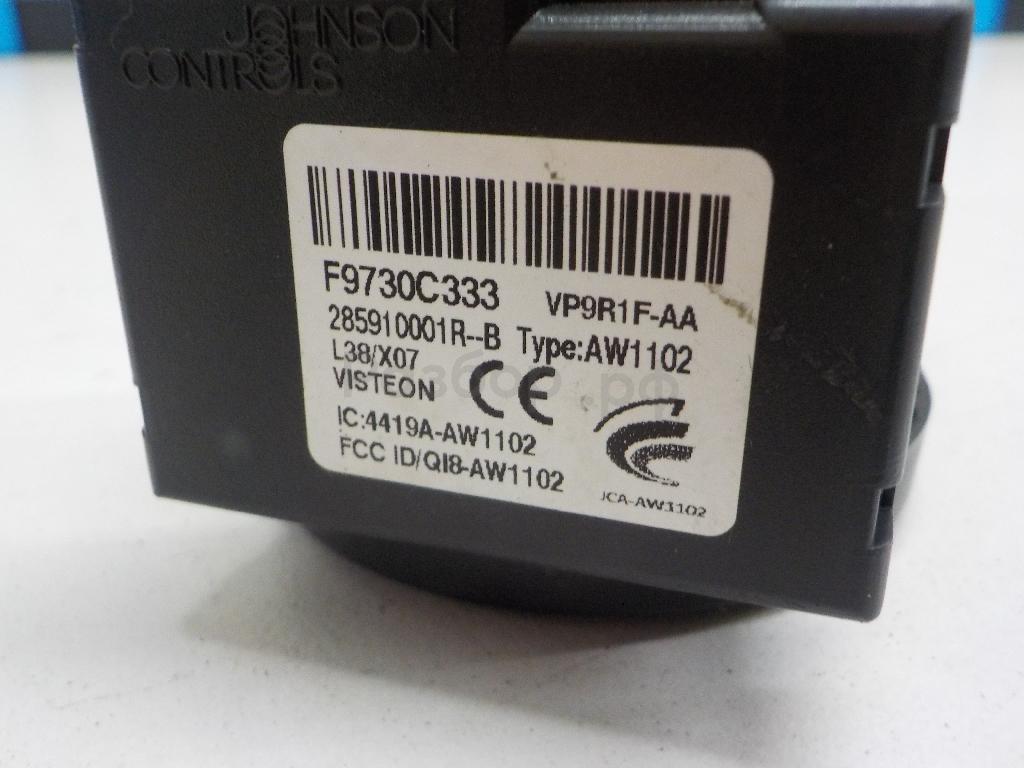 JOHNSON
CONTROLS
F9730C333
VP9R1F-AA
285910001R--B Type:AW1102
L38/X07
VISTEON
CE
IC:4419A-AW1102
FCC ID/QI8-AW1102
JCA-AW1102